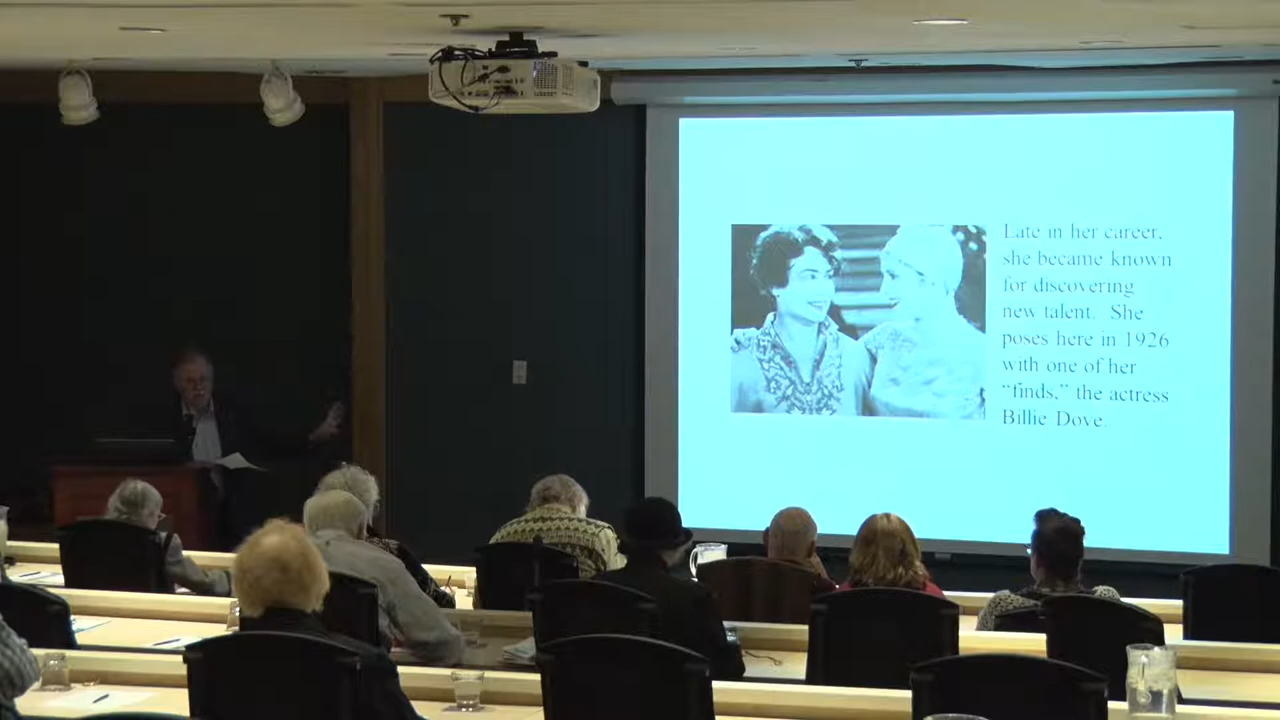 Late in her career,
she became known
for discovering
new talent.  She
poses here in 1926
with one of her
“finds,” the actress
Billie Dove.